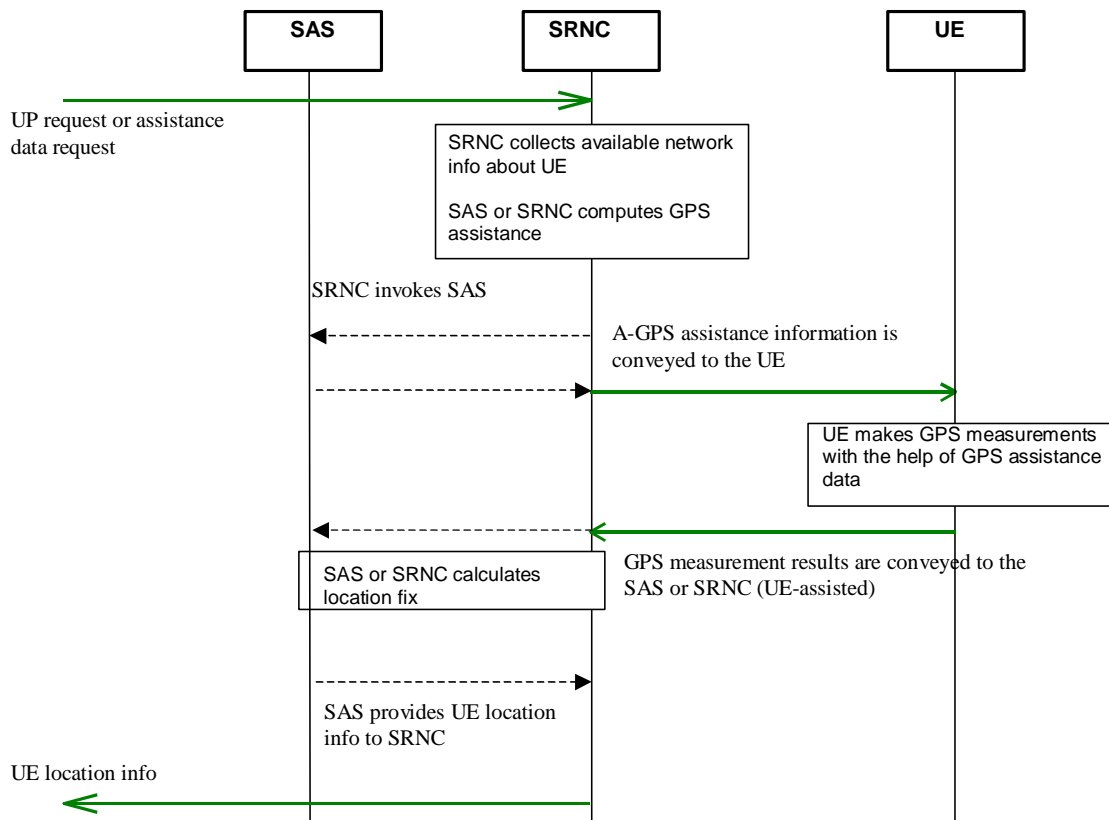 SAS
SRNC
UE
UP request or assistance
data request
SRNC collects available network
info about UE
SAS or SRNC computes GPS
assistance
SRNC invokes SAS
A-GPS assistance information is
conveyed to the UE
UE makes GPS measurements
with the help of GPS assistance
data
GPS measurement results are conveyed to the
SAS or SRNC (UE-assisted)
SAS or SRNC calculates
location fix
SAS provides UE location
info to SRNC
UE location info